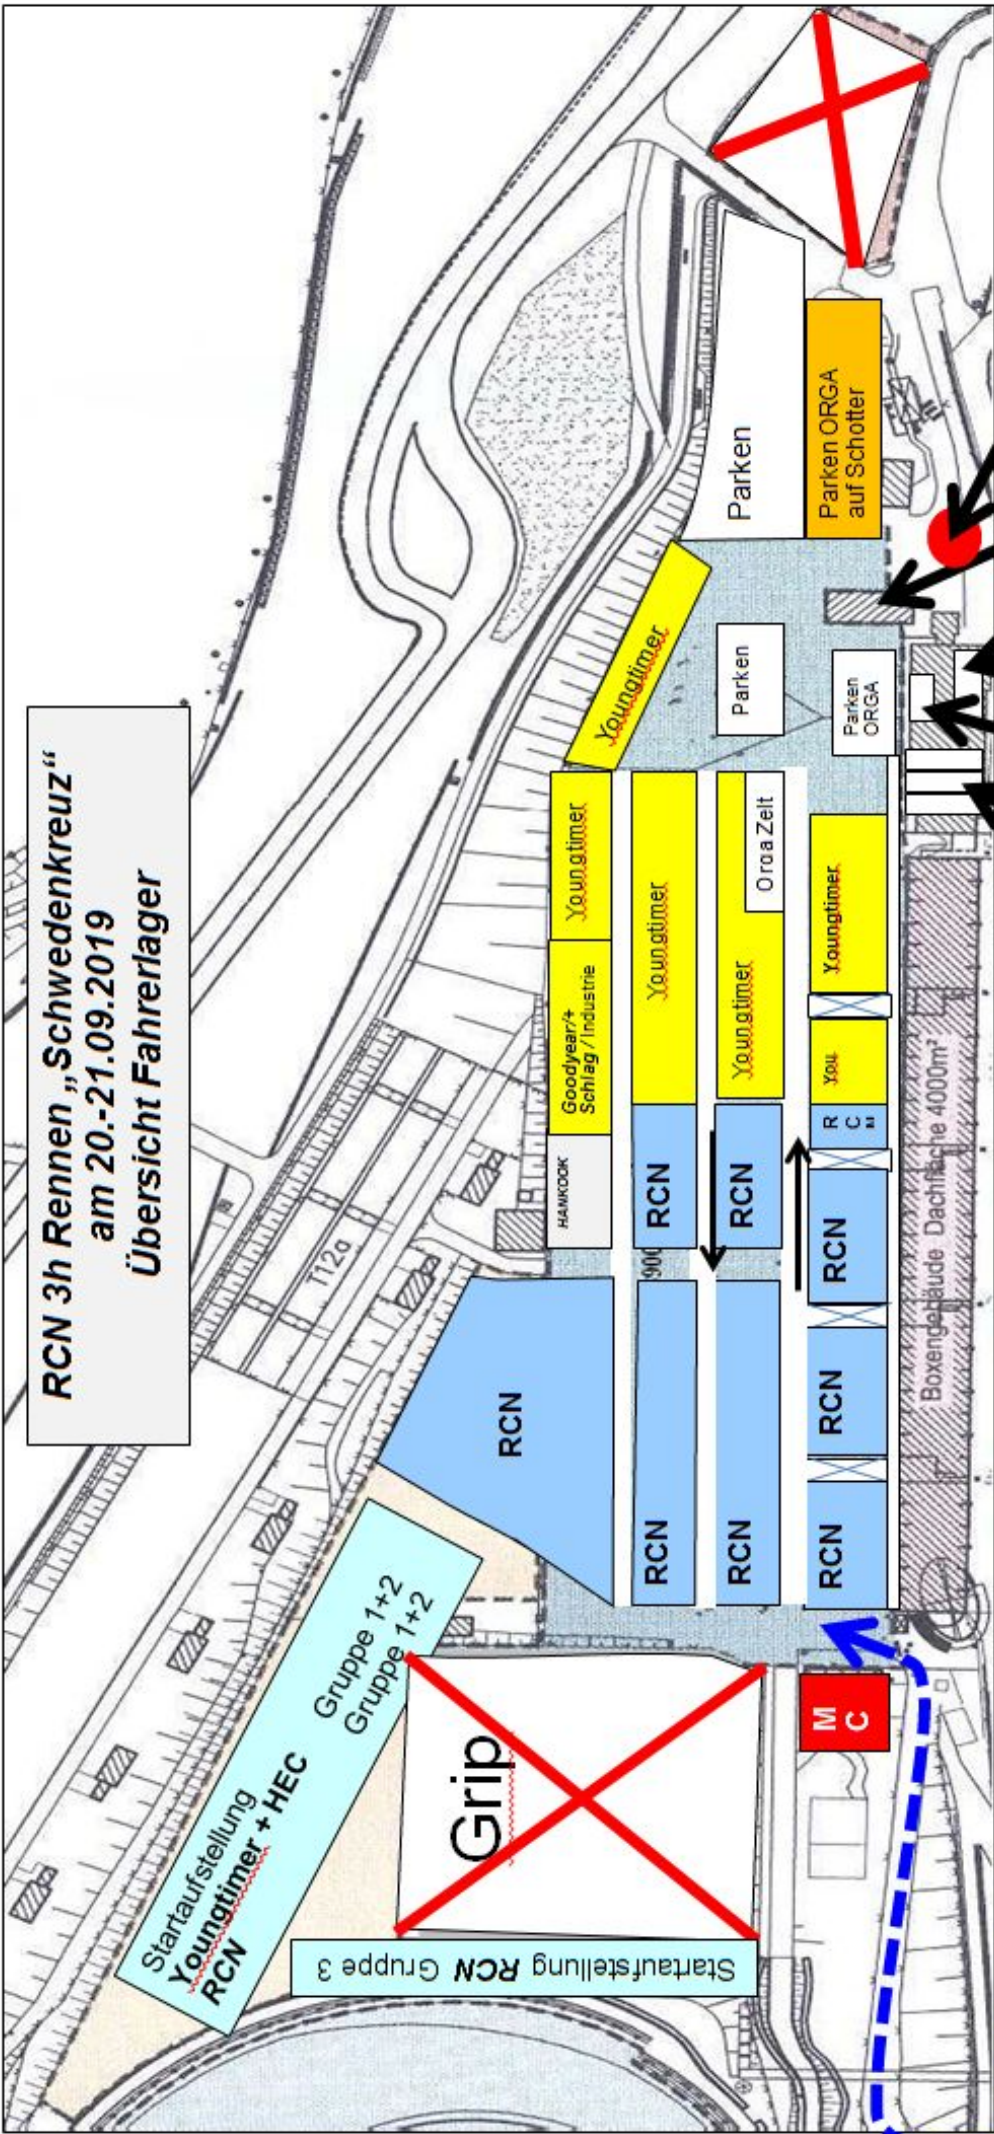 RCN 3h Rennen „Schwedenkreuz“
am 20.-21.09.2019
Übersicht Fahrerlager
T12a
Startaufstellung
Youngtimer + HEC Gruppe 1+2
RCN Gruppe 1+2
Grip
Startaufstellung RCN Gruppe 3
M
C
RCN
HANKOOK
Goodyear/+
Schlag / Industrie
Youngtimer
Youngtimer
RCN
RCN
Youngtimer
RCN
RCN
Youngtimer
Orga Zelt
RCN
RCN
RCN
R
C
N
You
Youngtimer
Parken
Parken
ORGA
Parken
Parken ORGA
auf Schotter
Boxengebäude Dachfläche 4000m²